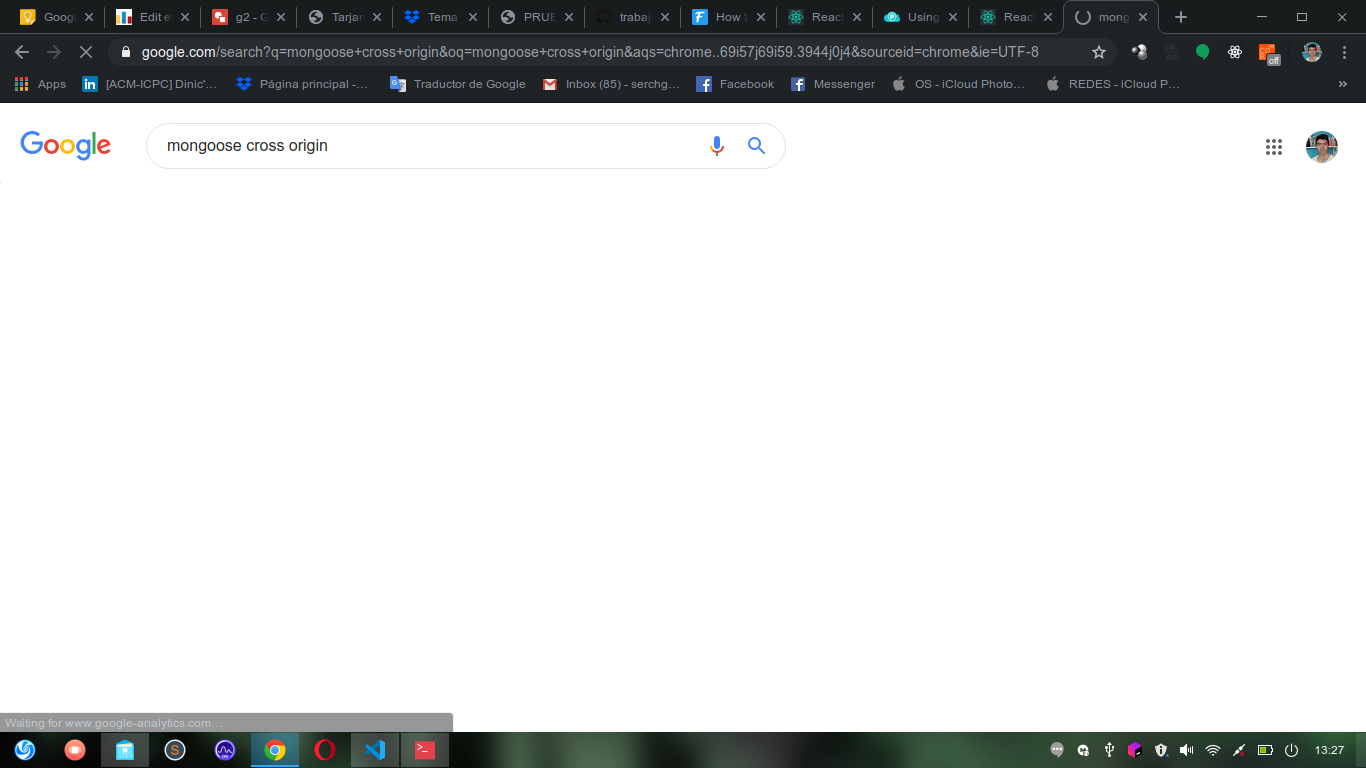 Googl
Edit e
g2 - G
Tarjan
Tema
PRUE
trabaj
How to
React
Using
React
mong
google.com/search?q=mongoose+cross+origin&oq=mongoose+cross+origin&aqs=chrome..69i57j69i59.3944j0j4&sourceid=chrome&ie=UTF-8
off
Apps
[ACM-ICPC] Dinic'...
Página principal -...
Traductor de Google
Inbox (85) - serchg...
Facebook
Messenger
OS - iCloud Photo...
REDES - iCloud P...
»
Google
mongoose cross origin
Waiting for www.google-analytics.com...
13:27